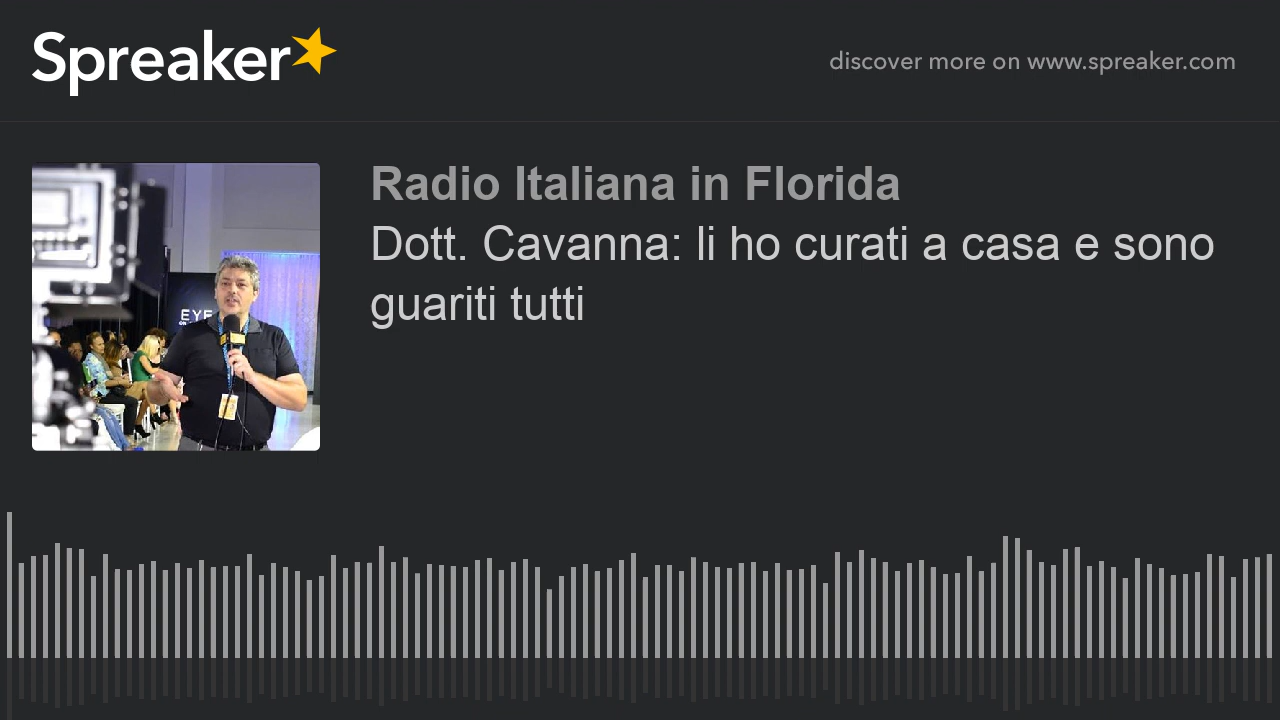 Spreaker
discover more on www.spreaker.com
Radio Italiana in Florida
Dott. Cavanna: li ho curati a casa e sono
guariti tutti
EYE